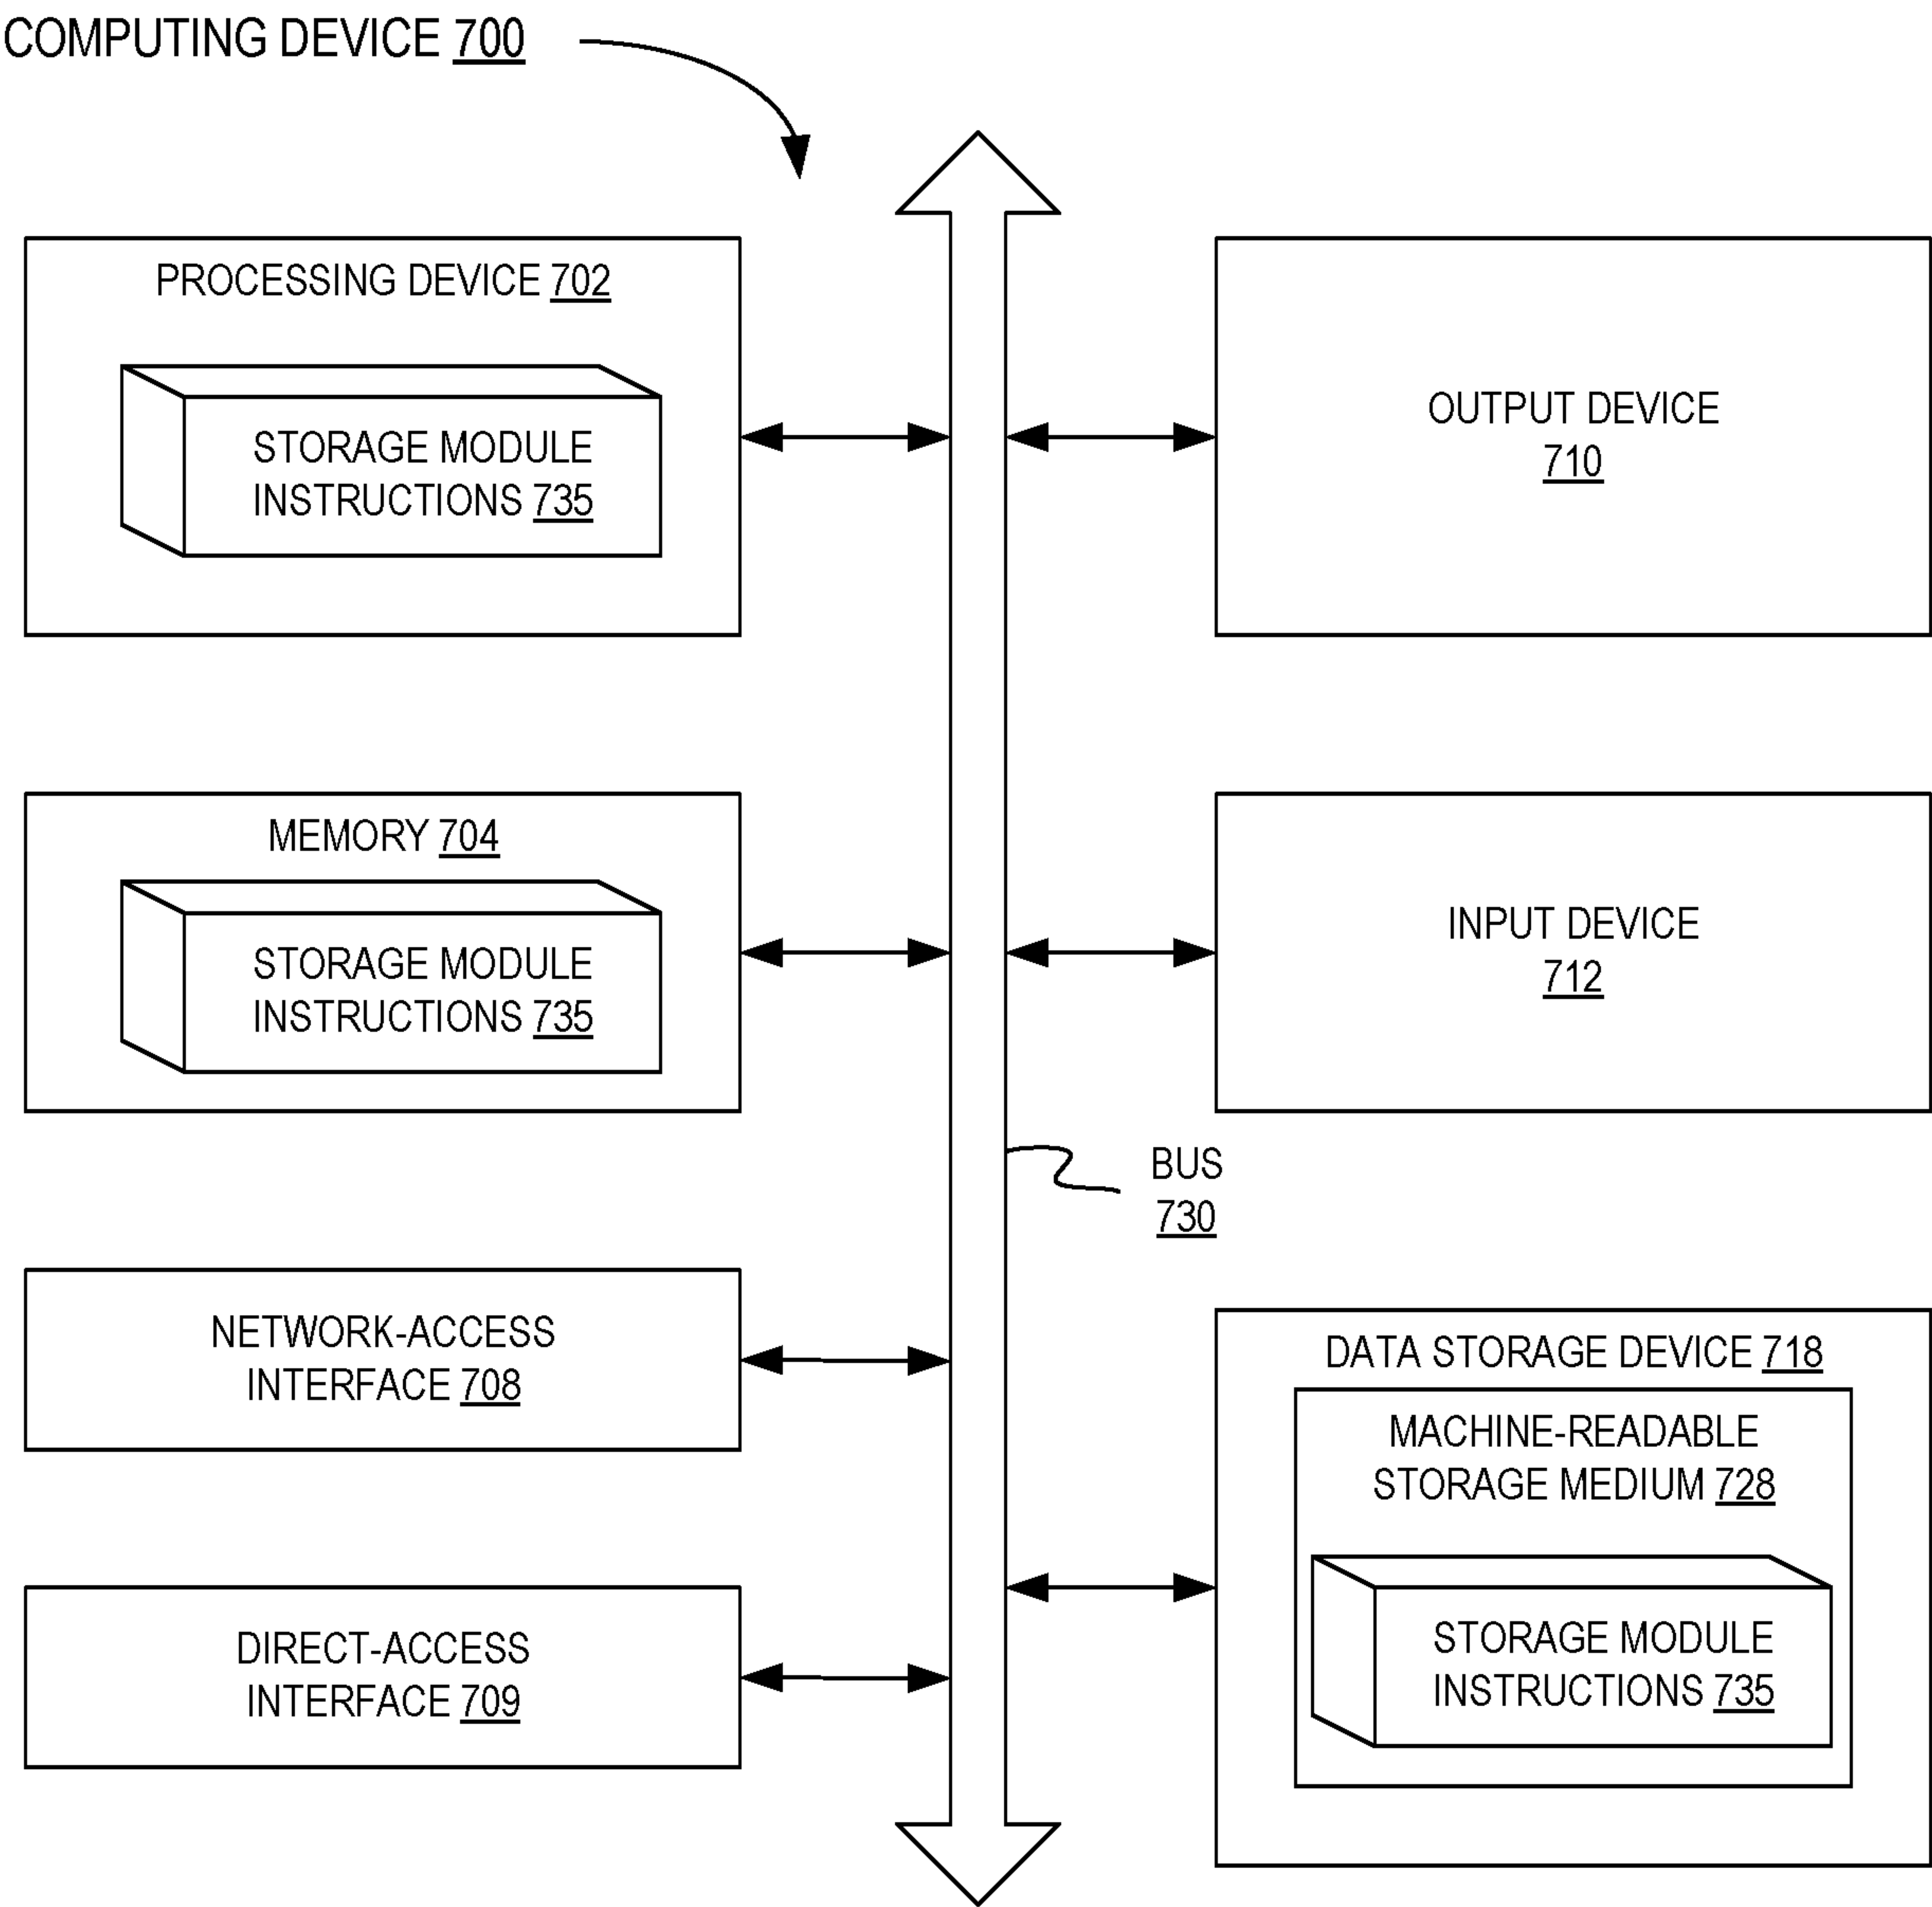 COMPUTING DEVICE 700
PROCESSING DEVICE 702
STORAGE MODULE
INSTRUCTIONS 735
OUTPUT DEVICE
710
MEMORY 704
STORAGE MODULE
INSTRUCTIONS 735
INPUT DEVICE
712
BUS
730
NETWORK-ACCESS
INTERFACE 708
DIRECT-ACCESS
INTERFACE 709
DATA STORAGE DEVICE 718
MACHINE-READABLE
STORAGE MEDIUM 728
STORAGE MODULE
INSTRUCTIONS 735